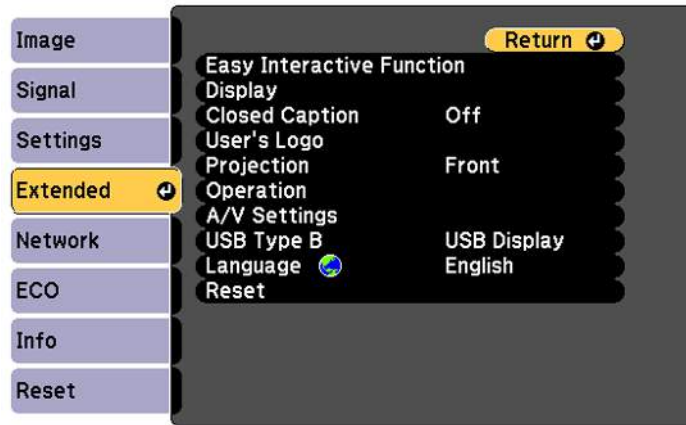 Image
Signal
Settings
Extended
Network
ECO
Info
Reset
Return
Easy Interactive Function
Display
Closed Caption Off
User's Logo
Projection Front
Operation
A/V Settings
USB Type B USB Display
Language English
Reset